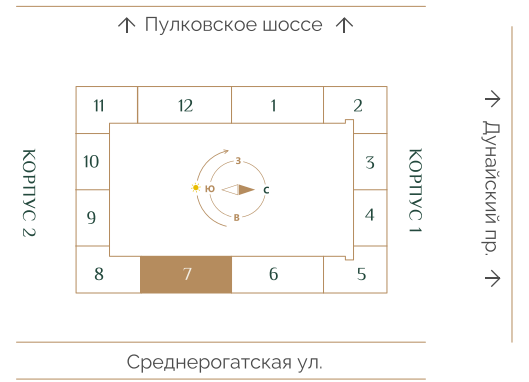 Пулковское шоссе
11 12 1 2
10 3
9 4
8 7 6 5
З
Ю С
В
КОРПУС 2
КОРПУС 1
Дунайский пр.
Среднерогатская ул.